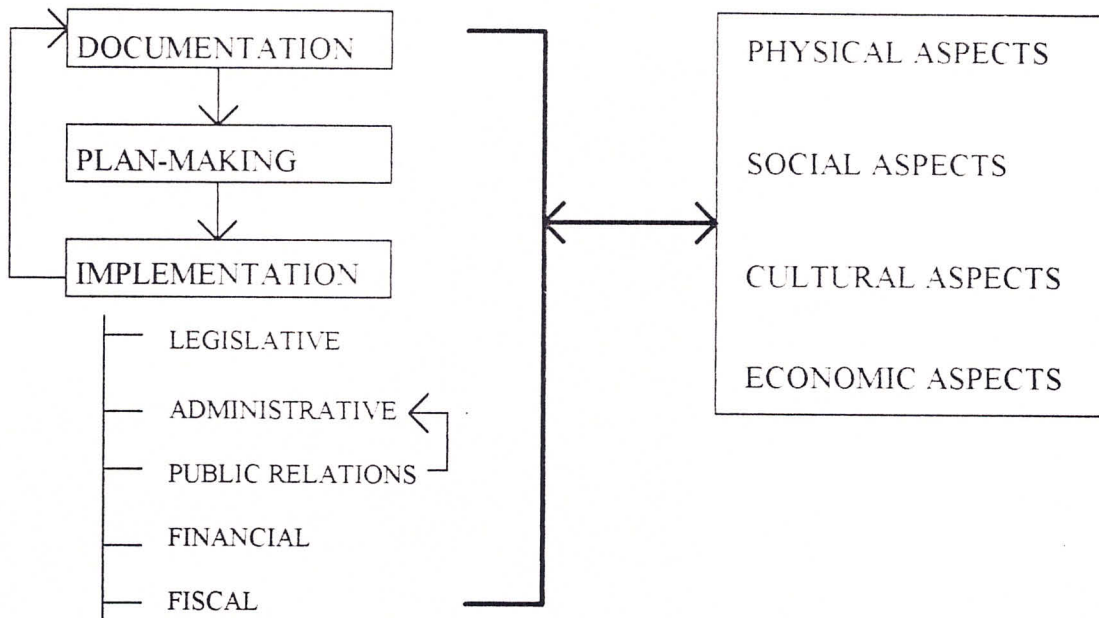 DOCUMENTATION
PLAN-MAKING
IMPLEMENTATION
LEGISLATIVE
ADMINISTRATIVE
PUBLIC RELATIONS
FINANCIAL
FISCAL
PHYSICAL ASPECTS
SOCIAL ASPECTS
CULTURAL ASPECTS
ECONOMIC ASPECTS